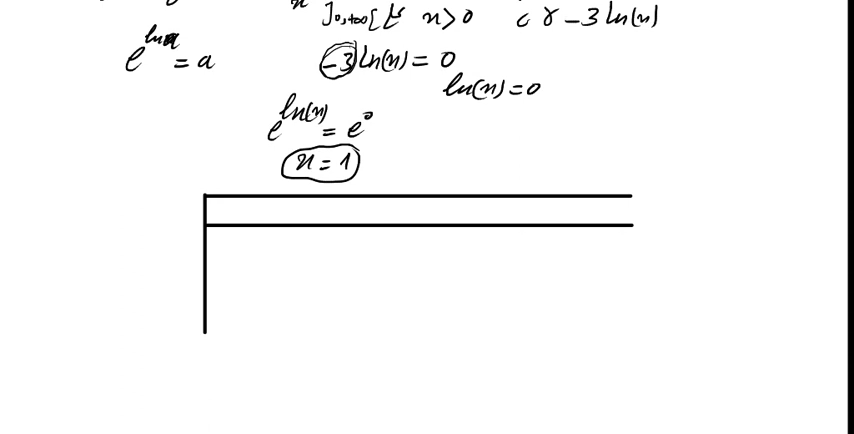 ]0,+∞[ x>0 -3 ln(x)
e^{ln a} = a -3 ln(x) = 0
ln(x) = 0
e^{ln(x)} = e^0
x = 1